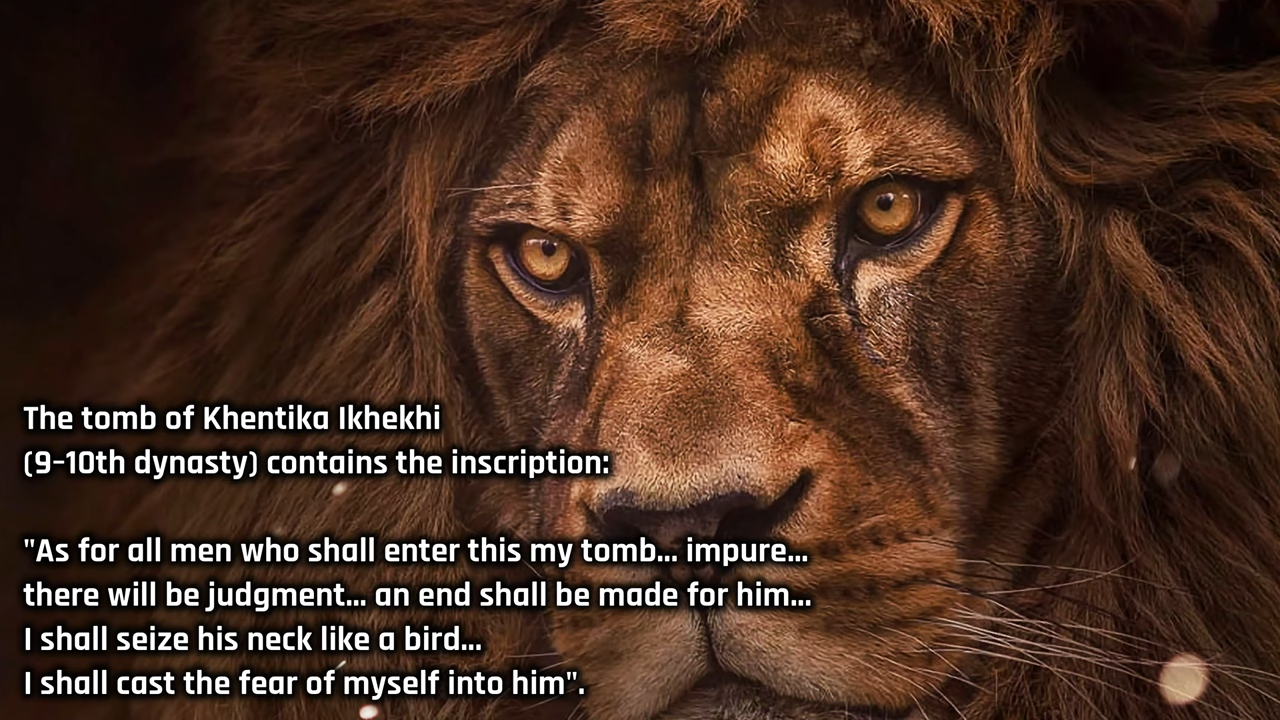 The tomb of Khentika Ikhekhi
(9-10th dynasty) contains the inscription:
"As for all men who shall enter this my tomb... impure...
there will be judgment... an end shall be made for him...
I shall seize his neck like a bird...
I shall cast the fear of myself into him".